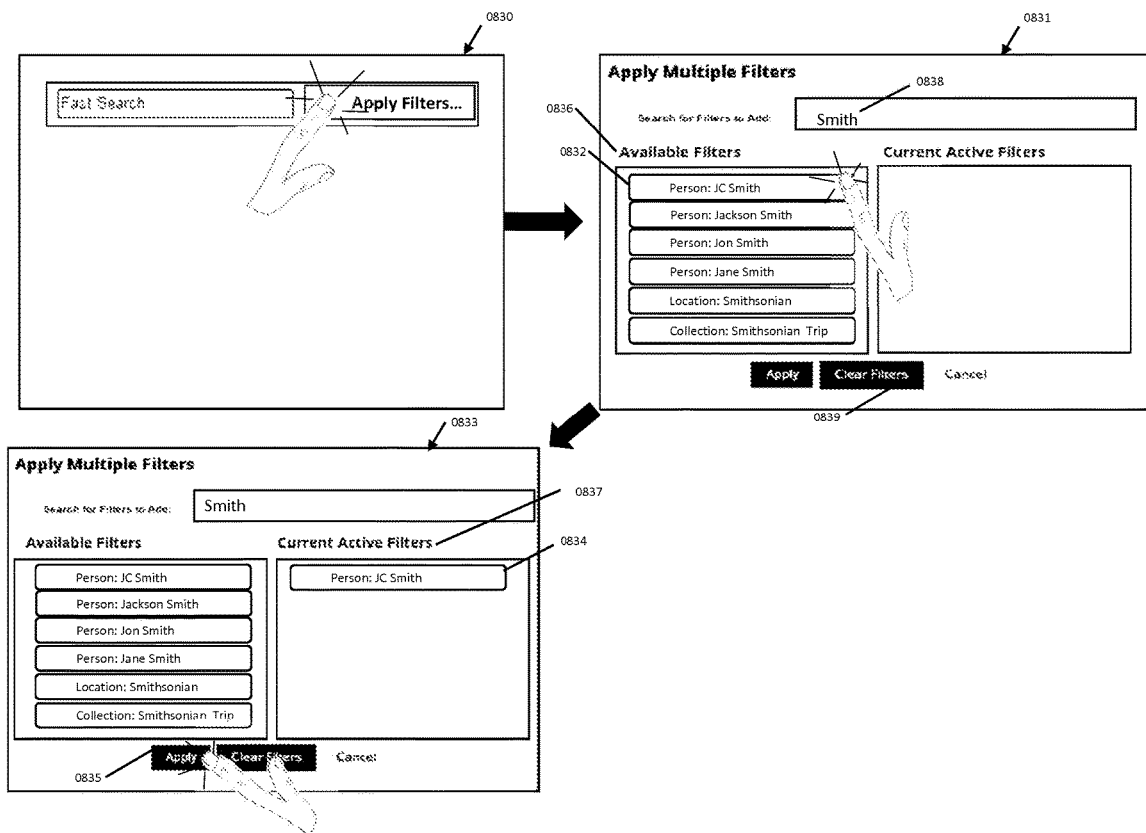 0830
Fast Search
Apply Filters...
0831
Apply Multiple Filters
0838
Search for Filters to Add:
Smith
0836
Available Filters
Current Active Filters
0832
Person: JC Smith
Person: Jackson Smith
Person: Jon Smith
Person: Jane Smith
Location: Smithsonian
Collection: Smithsonian Trip
Apply
Clear Filters
Cancel
0839
0833
Apply Multiple Filters
Search for Filters to Add:
Smith
0837
Available Filters
Current Active Filters
0834
Person: JC Smith
Person: Jackson Smith
Person: Jon Smith
Person: Jane Smith
Location: Smithsonian
Collection: Smithsonian Trip
Person: JC Smith
Apply
Clear Filters
Cancel
0835